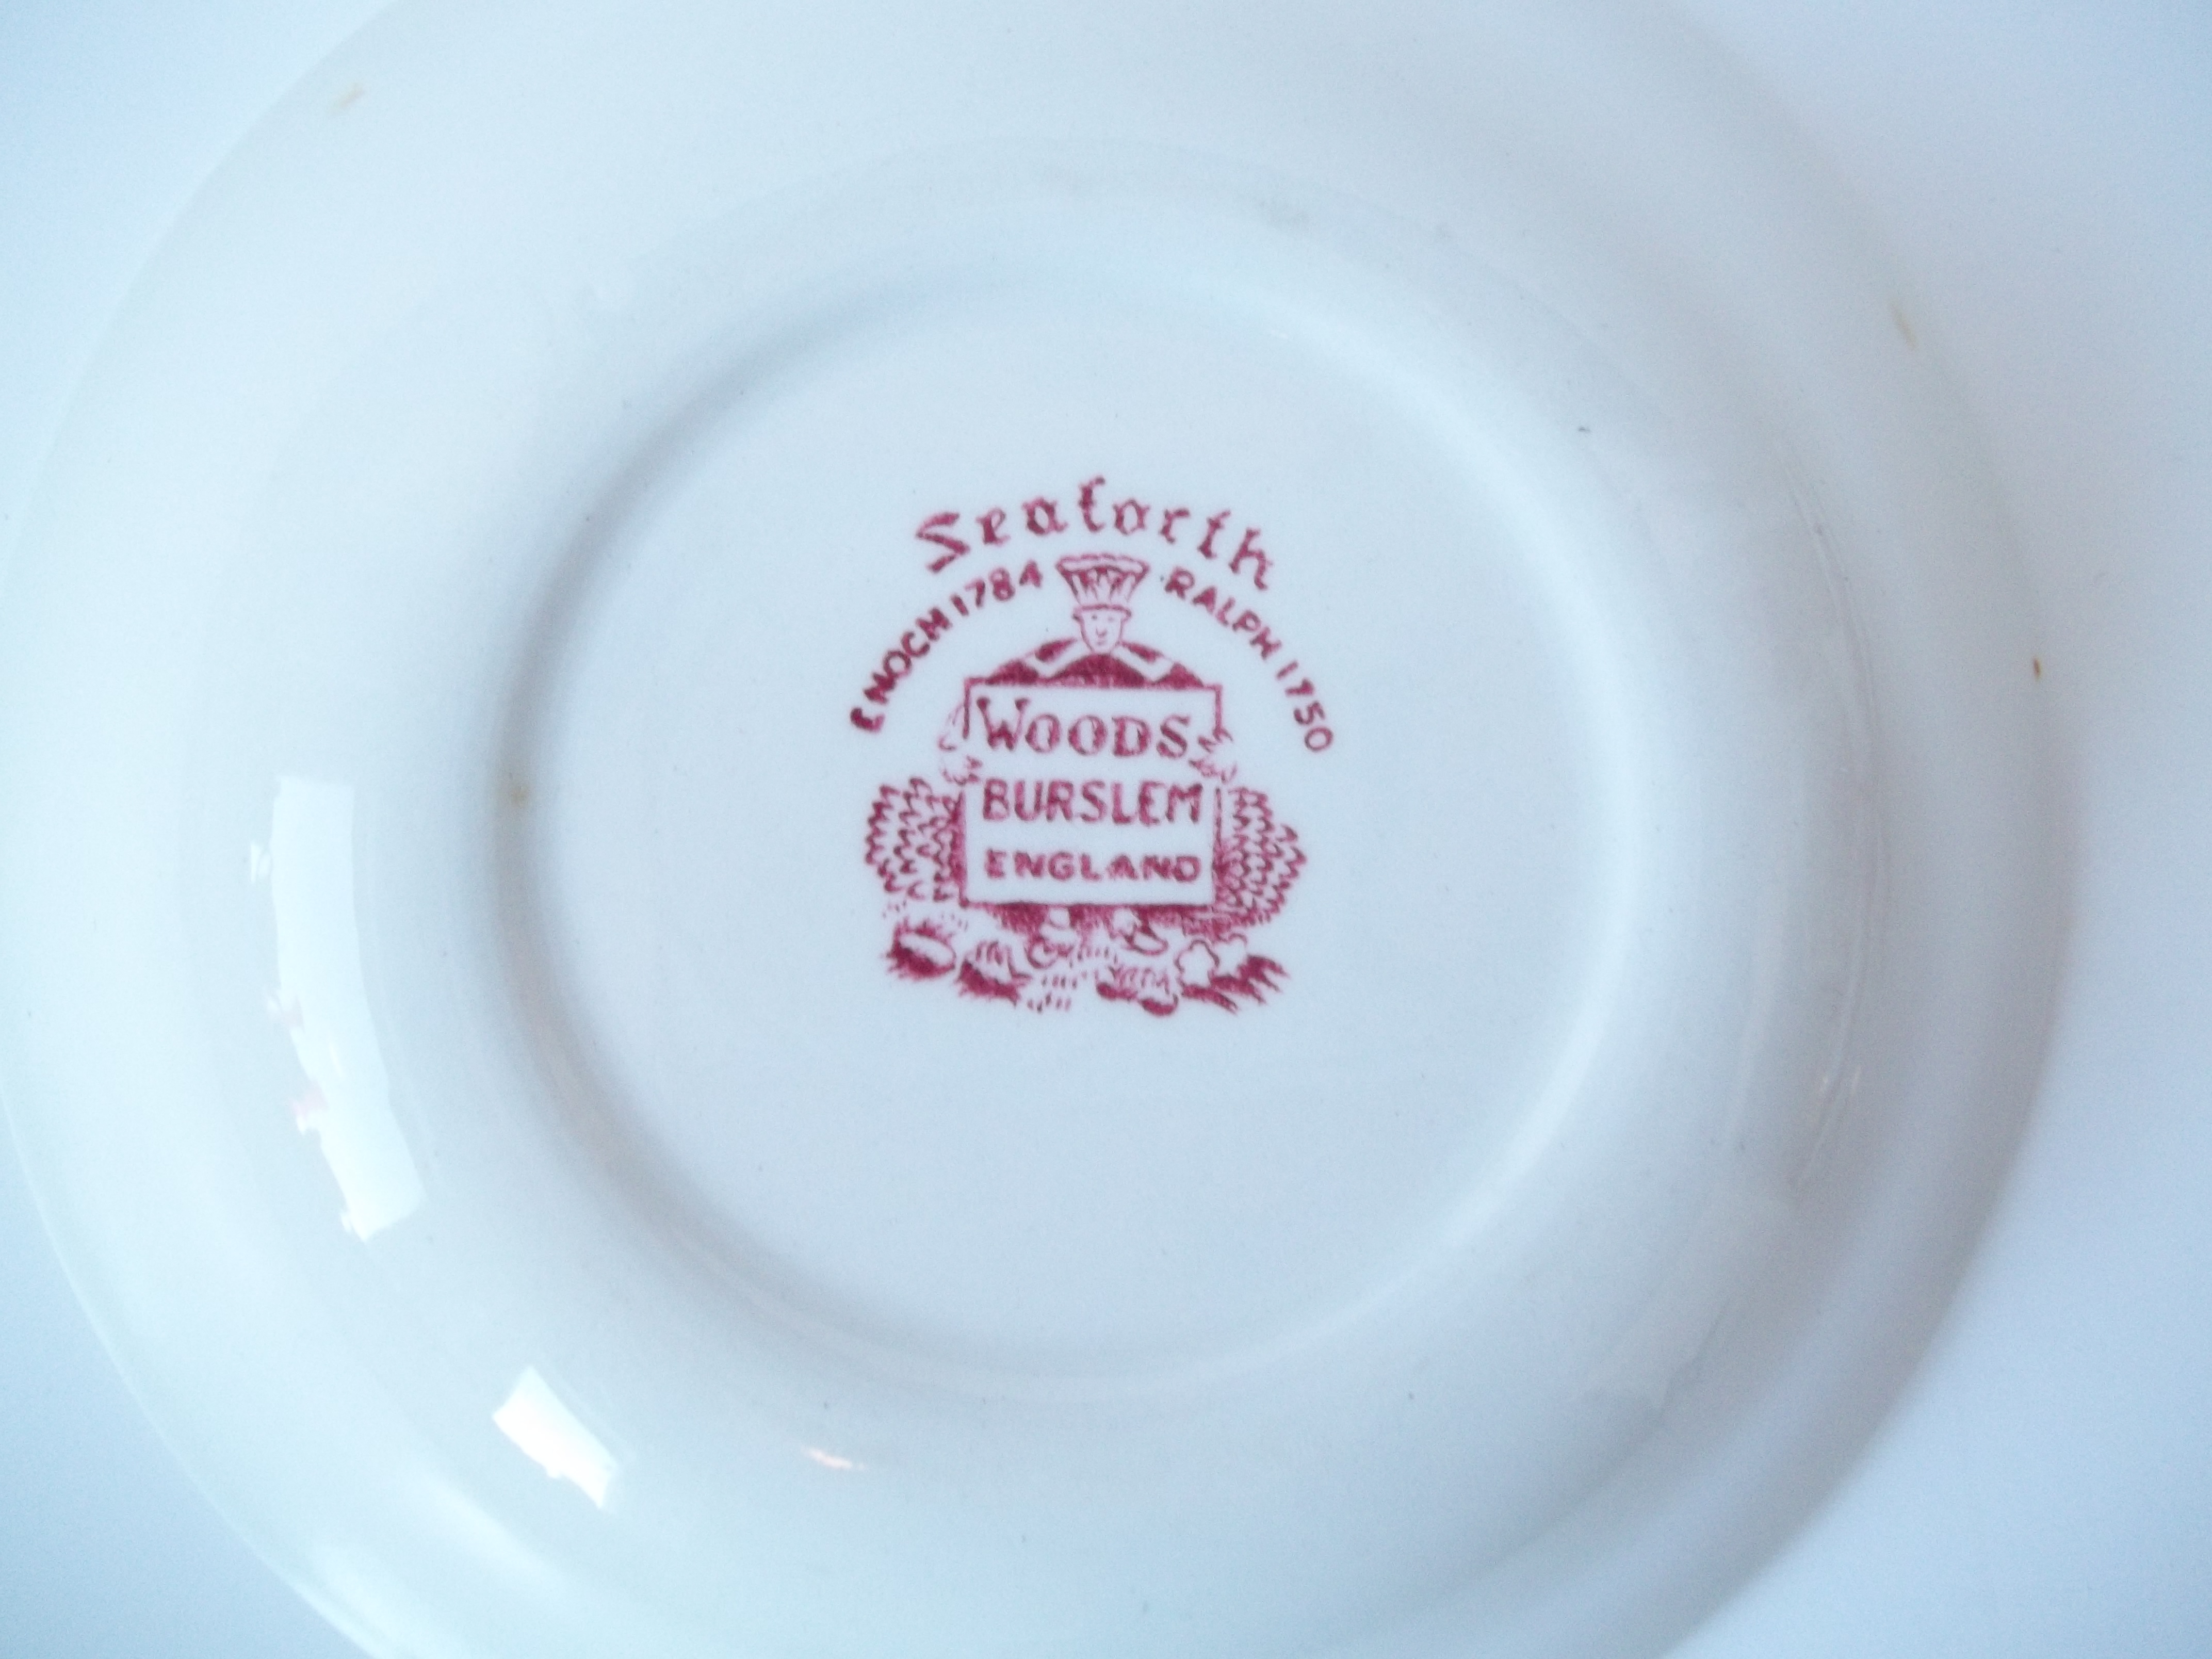 Seaforth
ENOCH 1784 RALPH 1750
WOODS
BURSLEM
ENGLAND